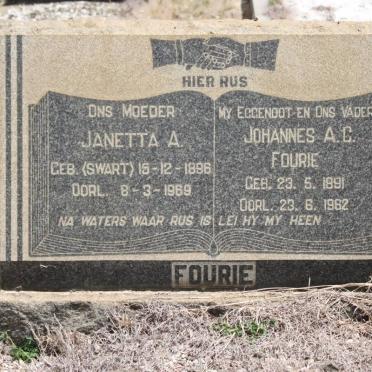 HIER RUS
ONS MOEDER
JANETTA A.
GEB. (SWART) 15-12-1896
OORL. 8-3-1969
MY EGGENOOT EN ONS VADER
JOHANNES A.C.
FOURIE
GEB. 23. 5. 1891
OORL. 23. 6. 1962
NA WATERS WAAR RUS IS LEI HY MY HEEN
FOURIE